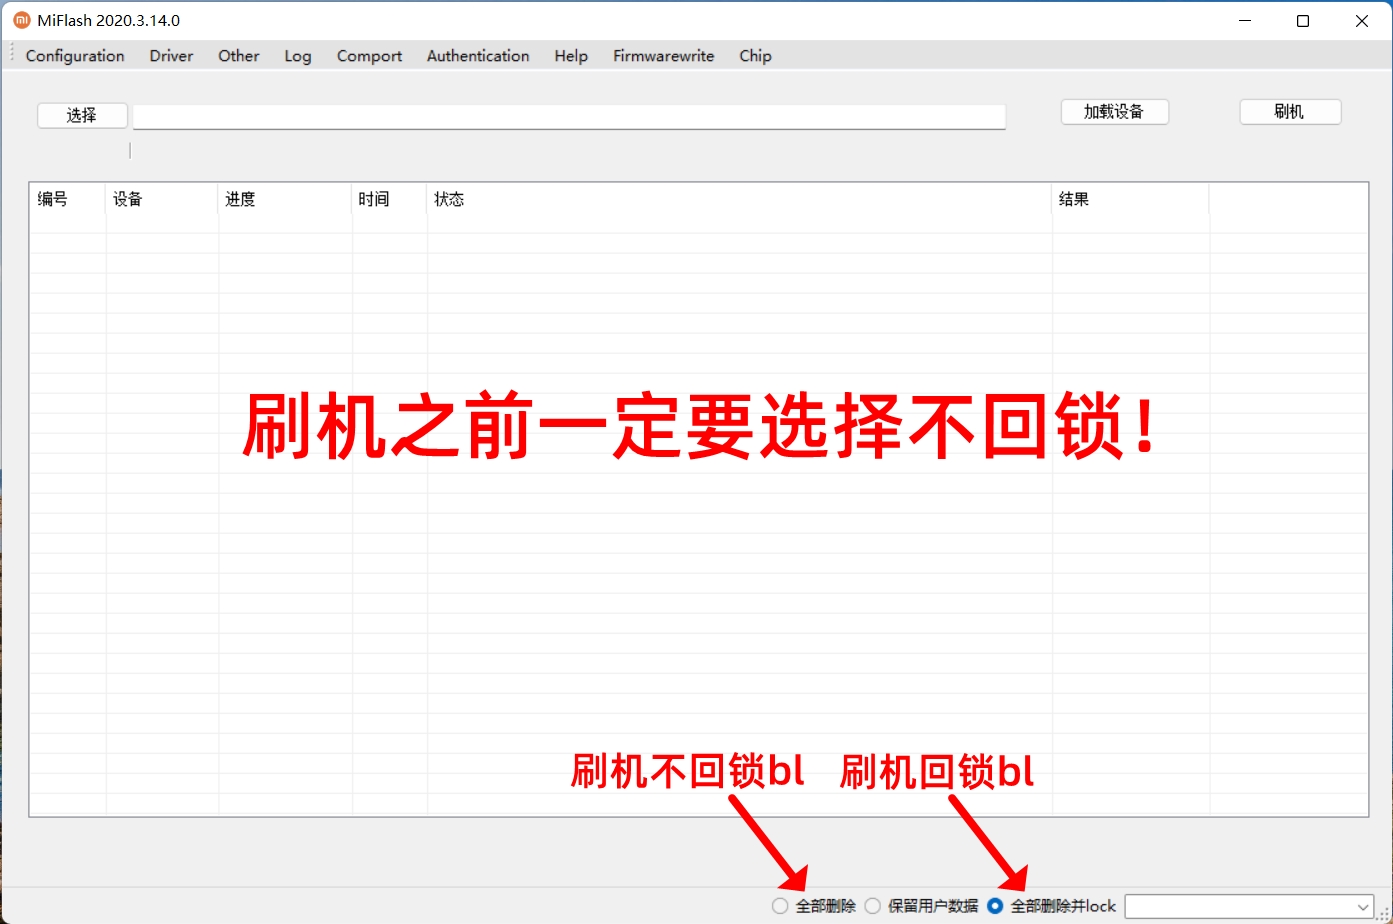 MiFlash 2020.3.14.0
Configuration Driver Other Log Comport Authentication Help Firmwarewrite Chip
选择 加载设备 刷机
编号 设备 进度 时间 状态 结果
刷机之前一定要选择不回锁！
刷机不回锁bl 刷机回锁bl
全部删除 保留用户数据 全部删除并lock